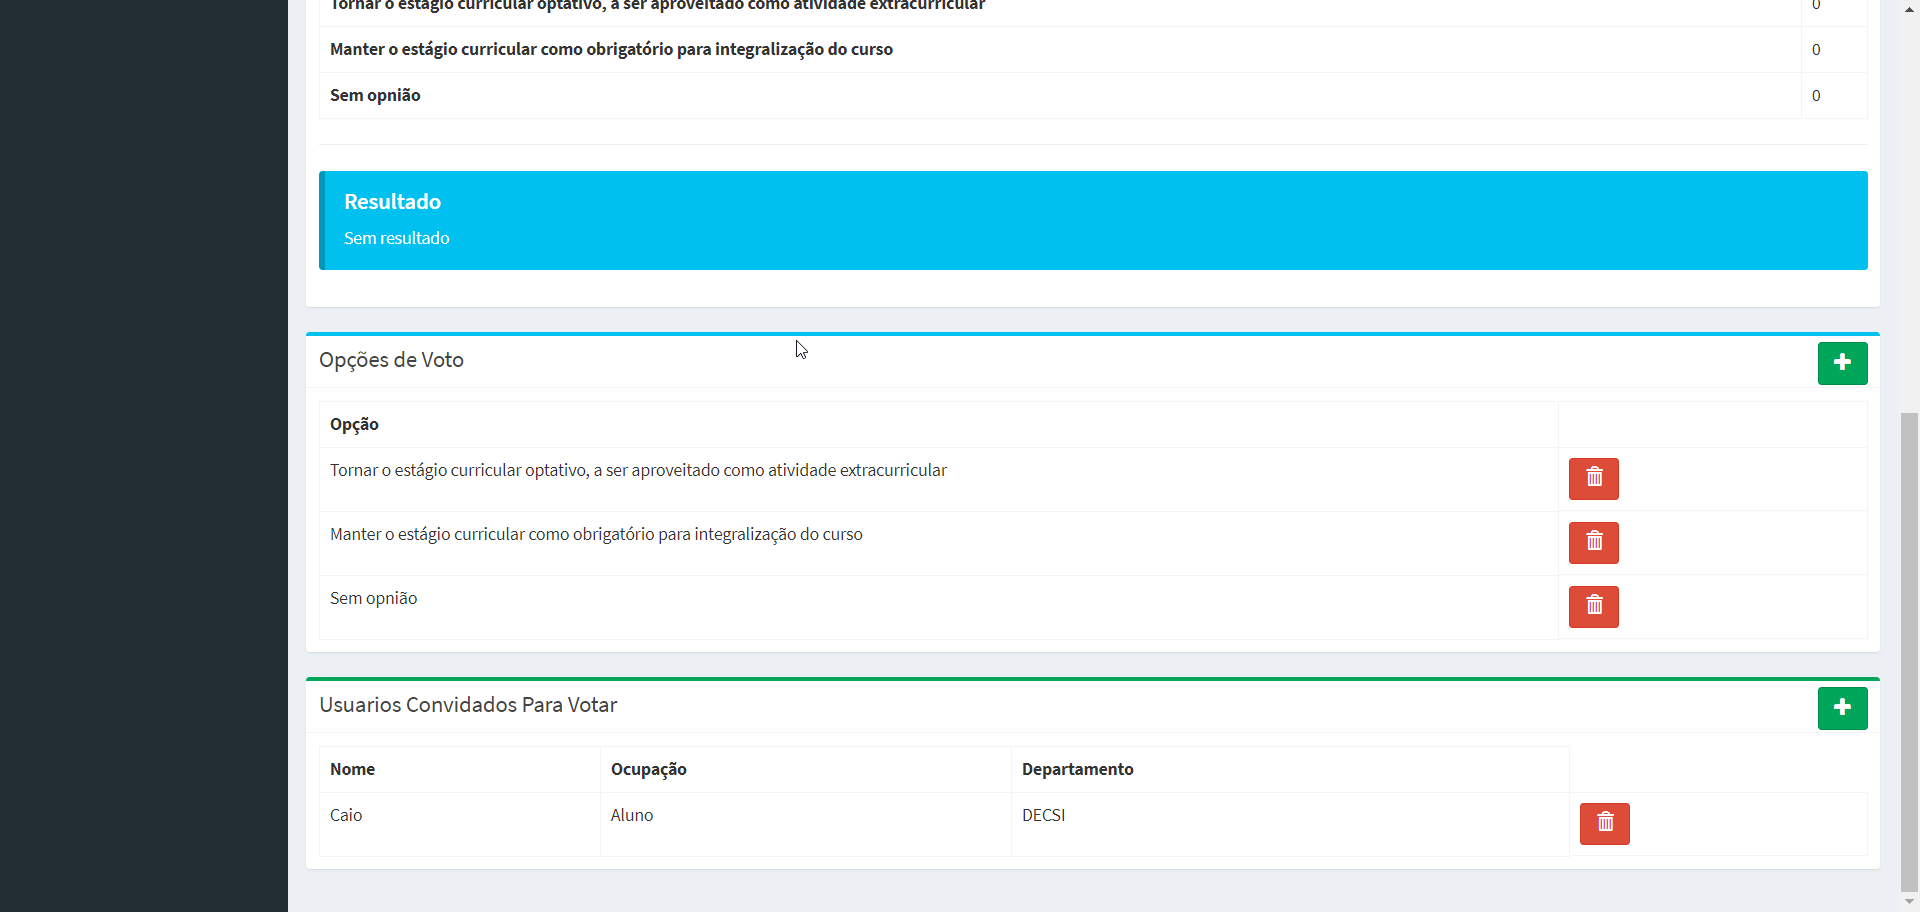 Tornar o estágio curricular optativo, a ser aproveitado como atividade extracurricular 0
Manter o estágio curricular como obrigatório para integralização do curso 0
Sem opnião 0
Resultado
Sem resultado
Opções de Voto
Opção
Tornar o estágio curricular optativo, a ser aproveitado como atividade extracurricular
Manter o estágio curricular como obrigatório para integralização do curso
Sem opnião
Usuarios Convidados Para Votar
Nome Ocupação Departamento
Caio Aluno DECSI